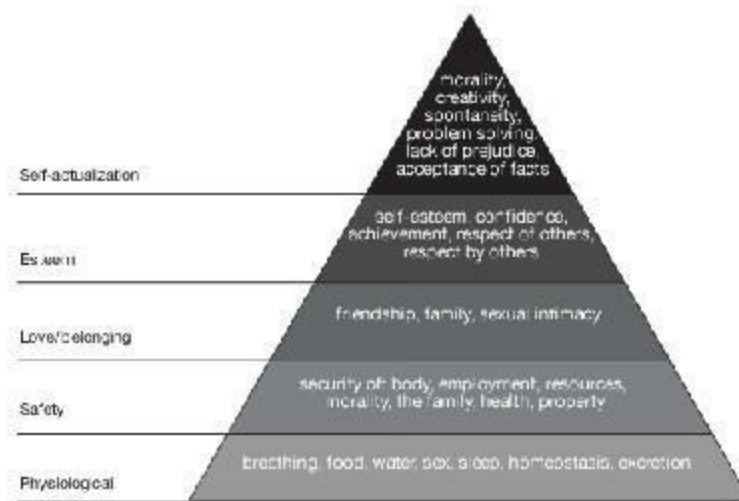 morality,
creativity,
spontaneity,
problem solving,
lack of prejudice,
acceptance of facts
Self-actualization
self-esteem, confidence,
achievement, respect of others,
respect by others
Esteem
friendship, family, sexual intimacy
Love/belonging
security of: body, employment, resources,
morality, the family, health, property
Safety
breathing, food, water, sex, sleep, homeostasis, excretion
Physiological